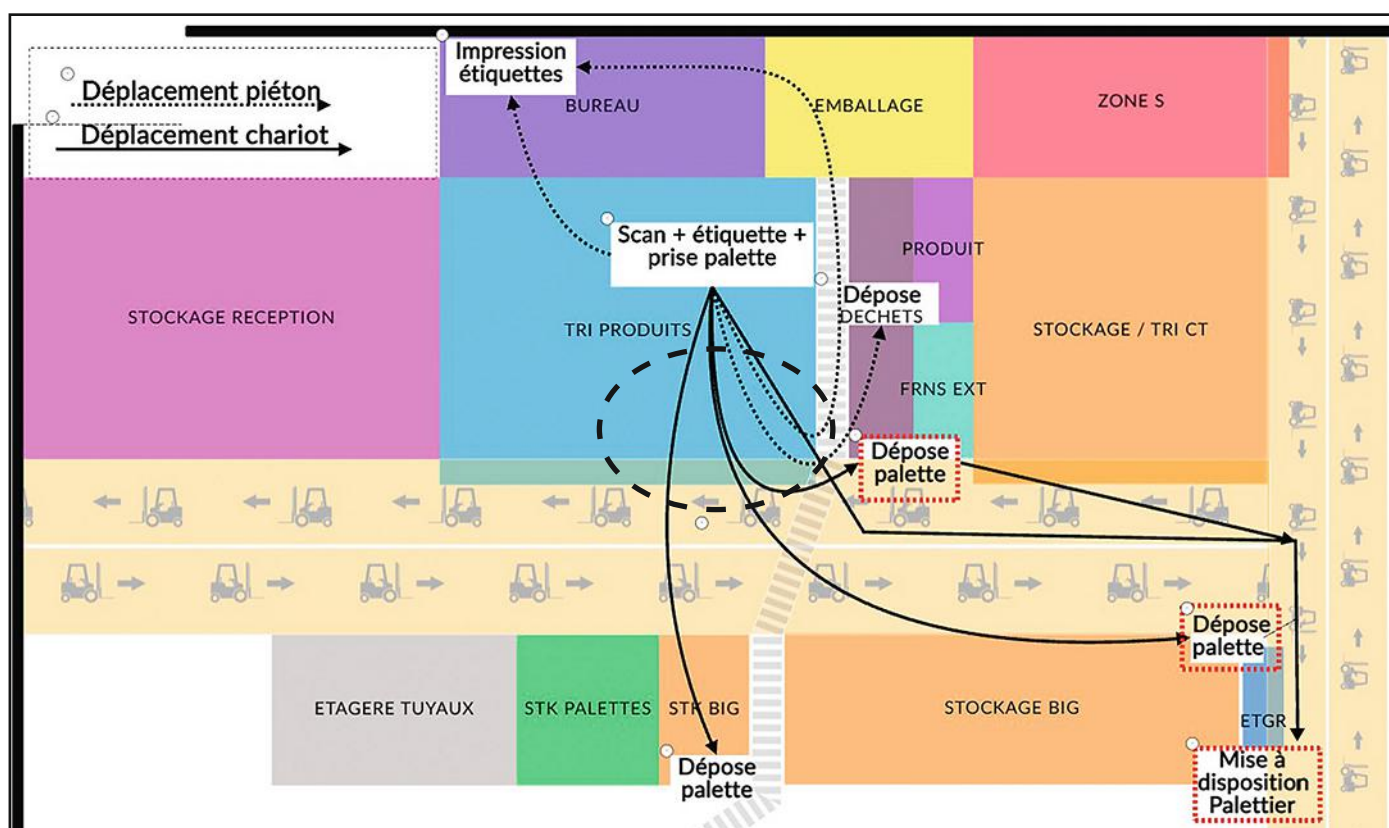 Impression
étiquettes
Déplacement piéton
Déplacement chariot
BUREAU
EMBALLAGE
ZONE S
Scan + étiquette +
prise palette
PRODUIT
Dépose
DECHETS
STOCKAGE RECEPTION
TRI PRODUITS
STOCKAGE / TRI CT
FRNS EXT
Dépose
palette
Dépose
palette
ETAGERE TUYAUX
STK PALETTES
STK BIG
STOCKAGE BIG
ETGR
Dépose
palette
Mise à
disposition
Palettier